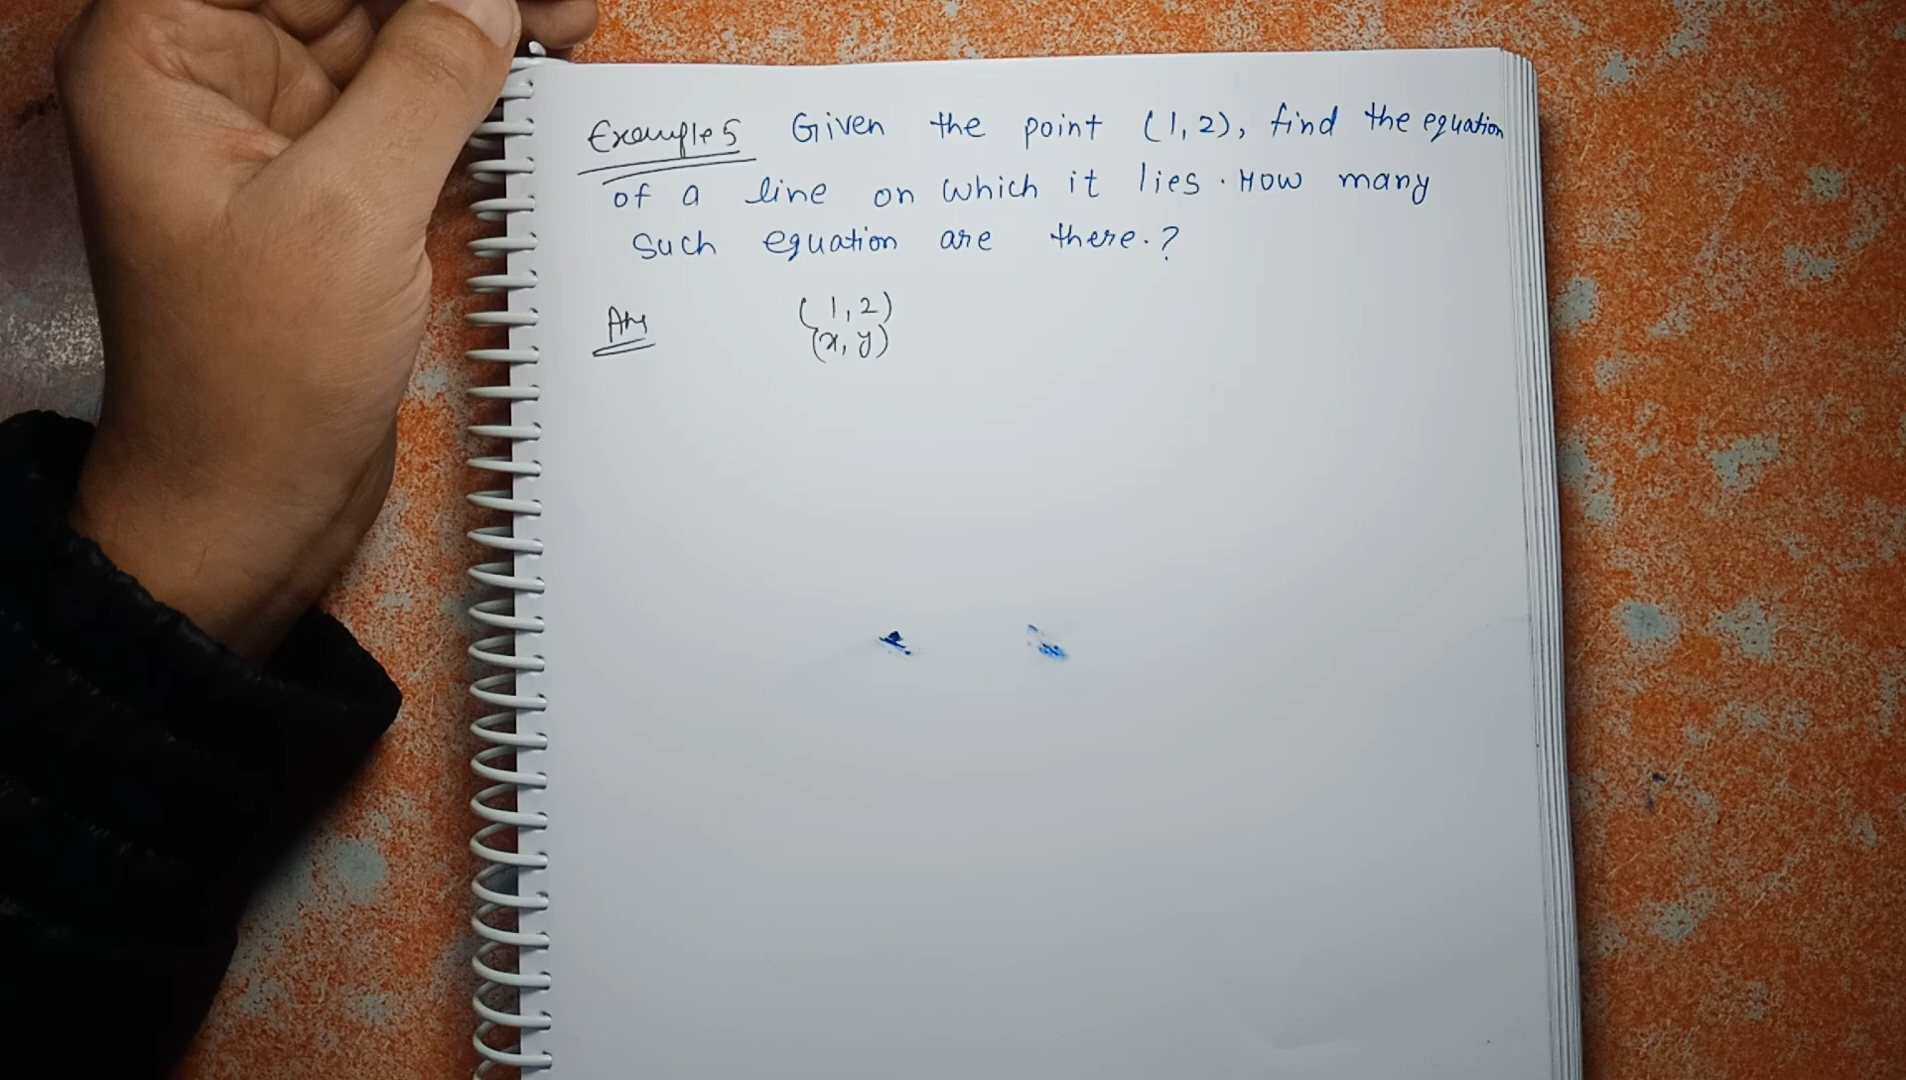 Example 5 Given the point (1,2), find the equation
of a line on which it lies. How many
such equation are there.?
Ans (1,2)
(x,y)